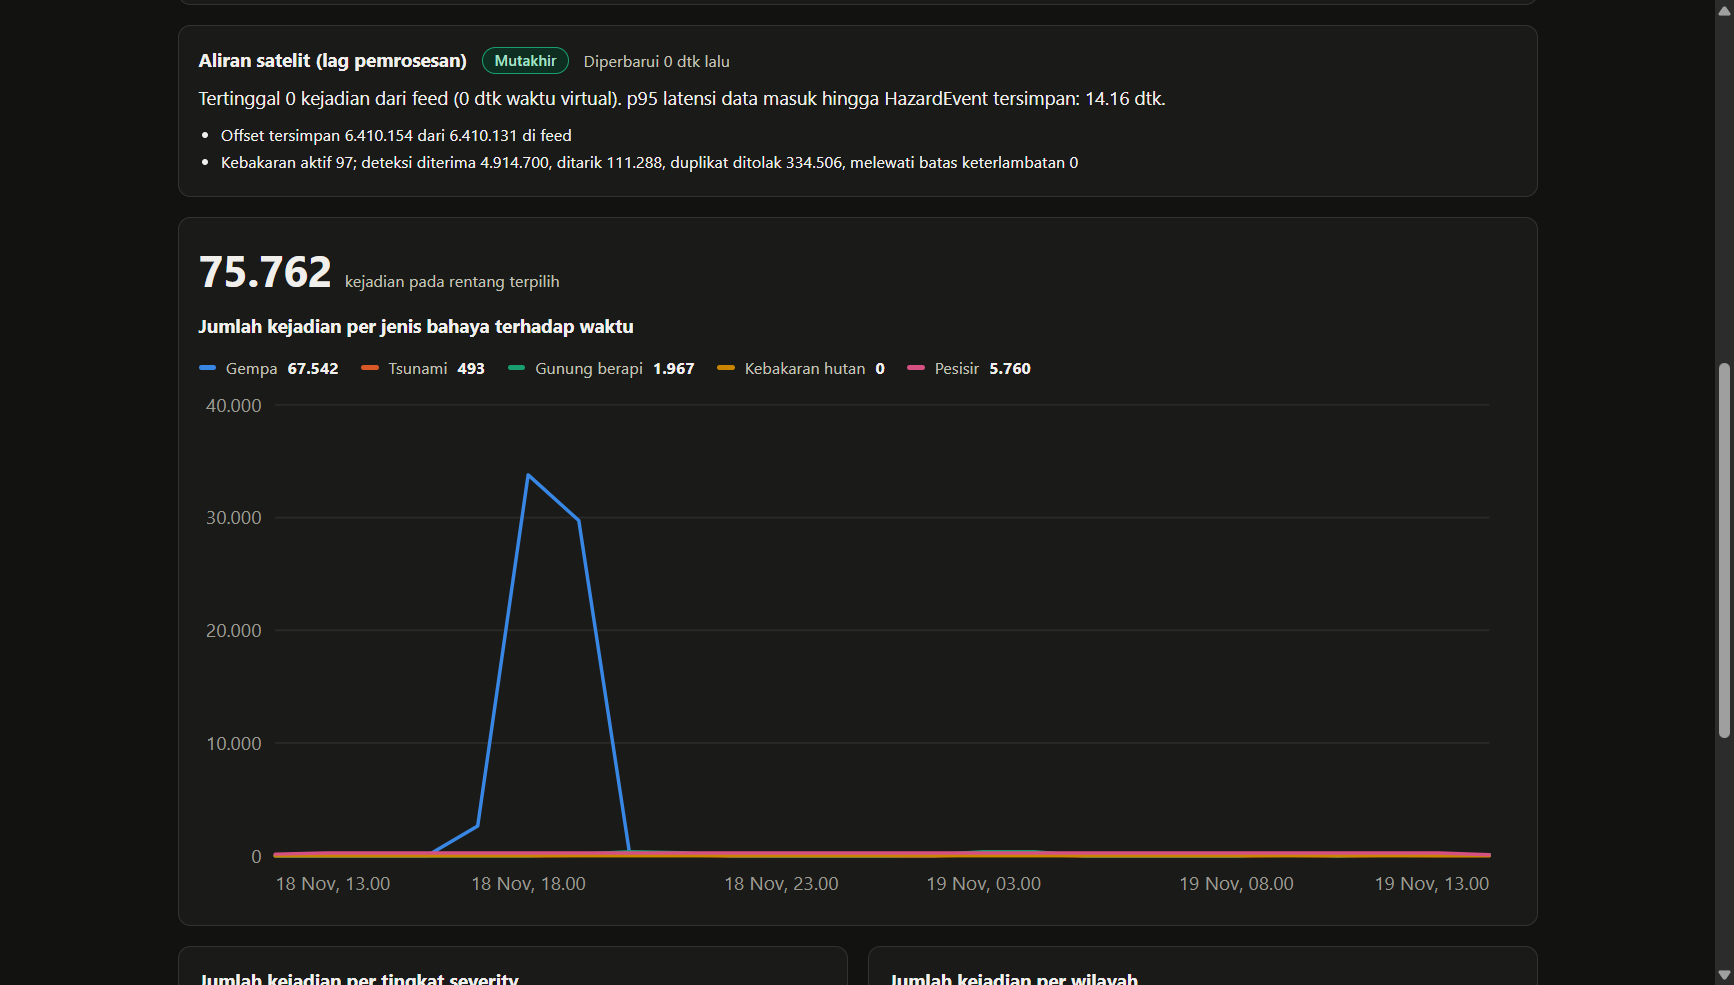 Aliran satelit (lag pemrosesan) Mutakhir Diperbarui 0 dtk lalu
Tertinggal 0 kejadian dari feed (0 dtk waktu virtual). p95 latensi data masuk hingga HazardEvent tersimpan: 14.16 dtk.
• Offset tersimpan 6.410.154 dari 6.410.131 di feed
• Kebakaran aktif 97; deteksi diterima 4.914.700, ditarik 111.288, duplikat ditolak 334.506, melewati batas keterlambatan 0
75.762 kejadian pada rentang terpilih
Jumlah kejadian per jenis bahaya terhadap waktu
Gempa 67.542 Tsunami 493 Gunung berapi 1.967 Kebakaran hutan 0 Pesisir 5.760
40.000
30.000
20.000
10.000
0
18 Nov, 13.00 18 Nov, 18.00 18 Nov, 23.00 19 Nov, 03.00 19 Nov, 08.00 19 Nov, 13.00
Jumlah kejadian per tingkat severity
Jumlah kejadian per wilayah